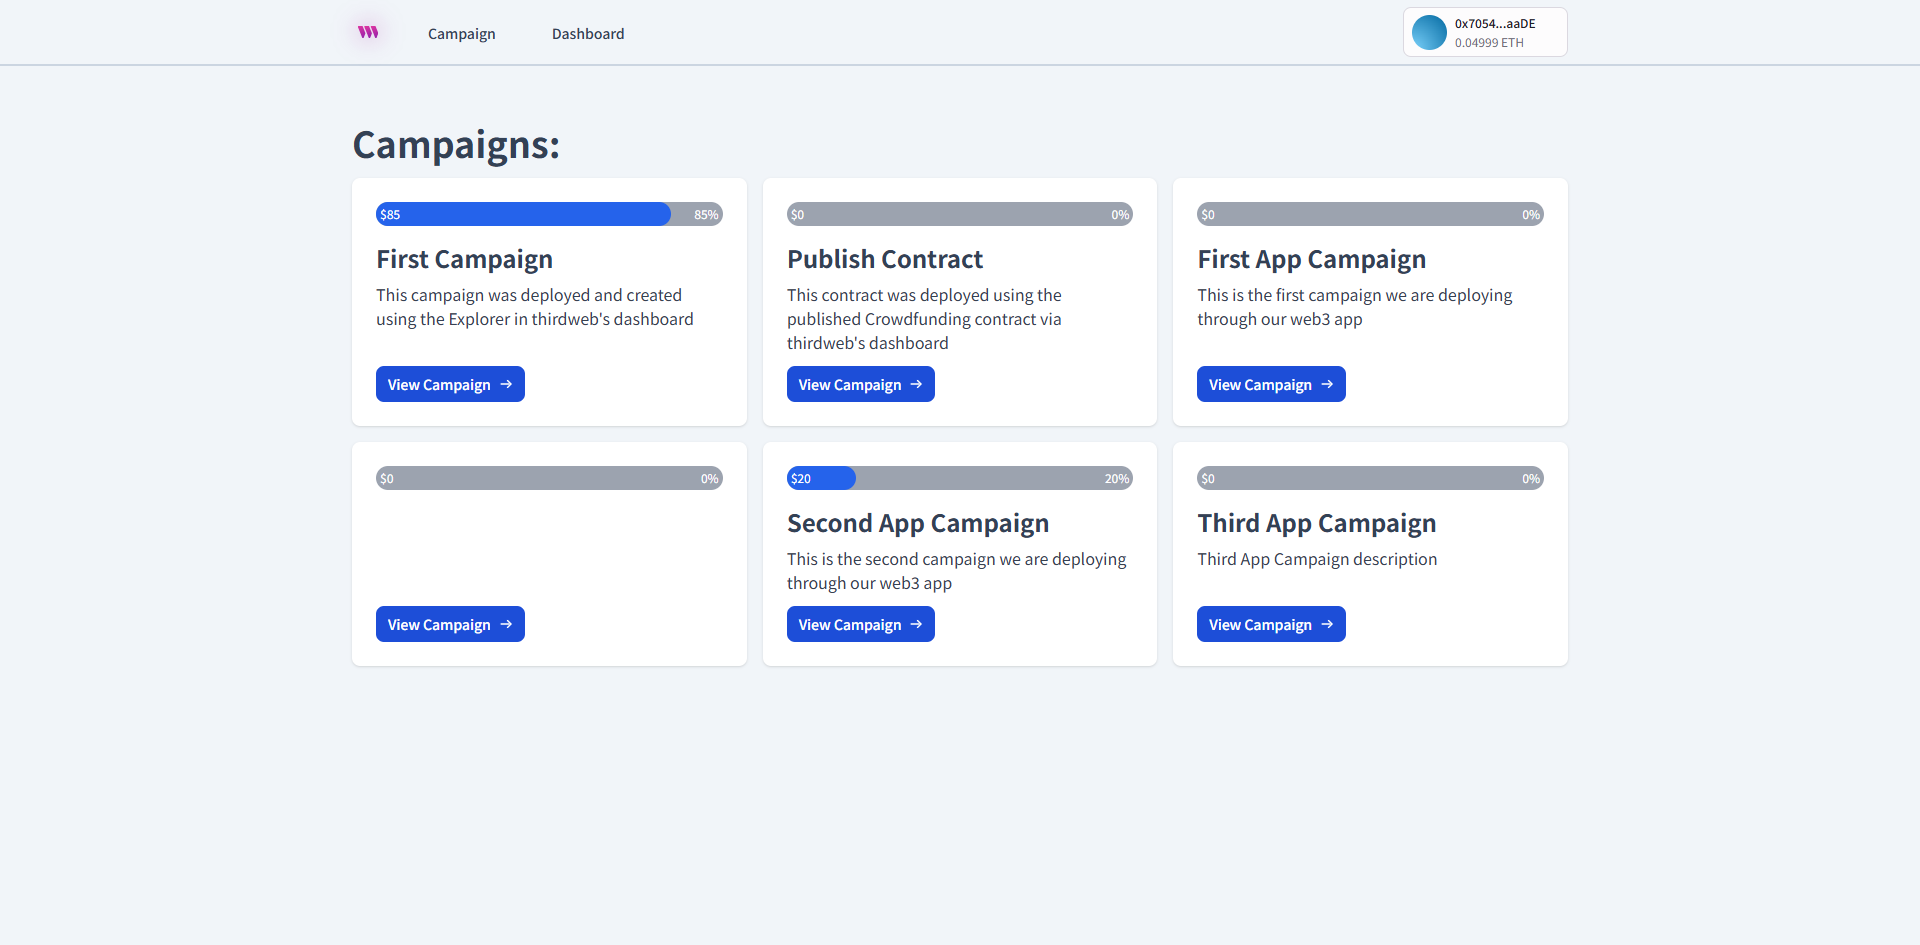 Campaign
Dashboard
0x7054...aaDE
0.04999 ETH
Campaigns:
$85
85%
First Campaign
This campaign was deployed and created
using the Explorer in thirdweb's dashboard
View Campaign →
$0
0%
Publish Contract
This contract was deployed using the
published Crowdfunding contract via
thirdweb's dashboard
View Campaign →
$0
0%
First App Campaign
This is the first campaign we are deploying
through our web3 app
View Campaign →
$0
0%
View Campaign →
$20
20%
Second App Campaign
This is the second campaign we are deploying
through our web3 app
View Campaign →
$0
0%
Third App Campaign
Third App Campaign description
View Campaign →